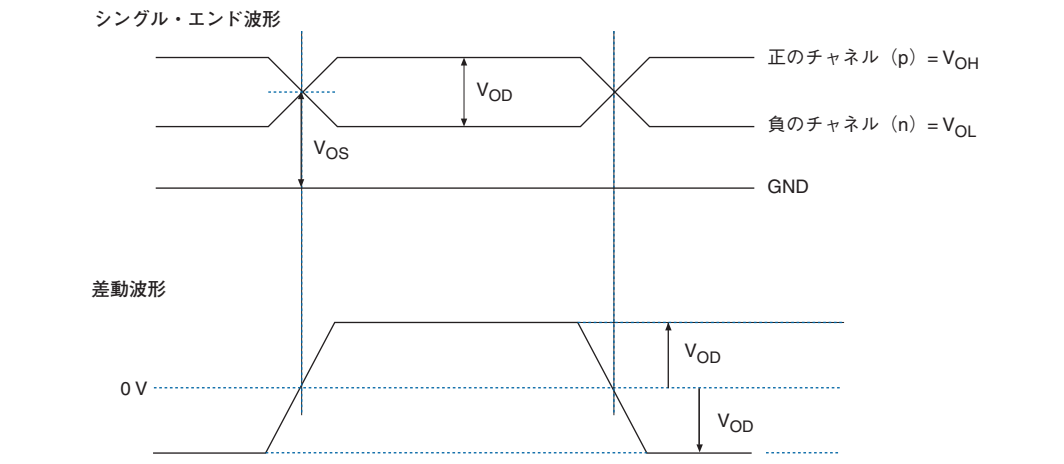 シングル・エンド波形
正のチャネル（p）= VOH
VOD
負のチャネル（n）= VOL
VOS
GND
差動波形
VOD
0 V
VOD